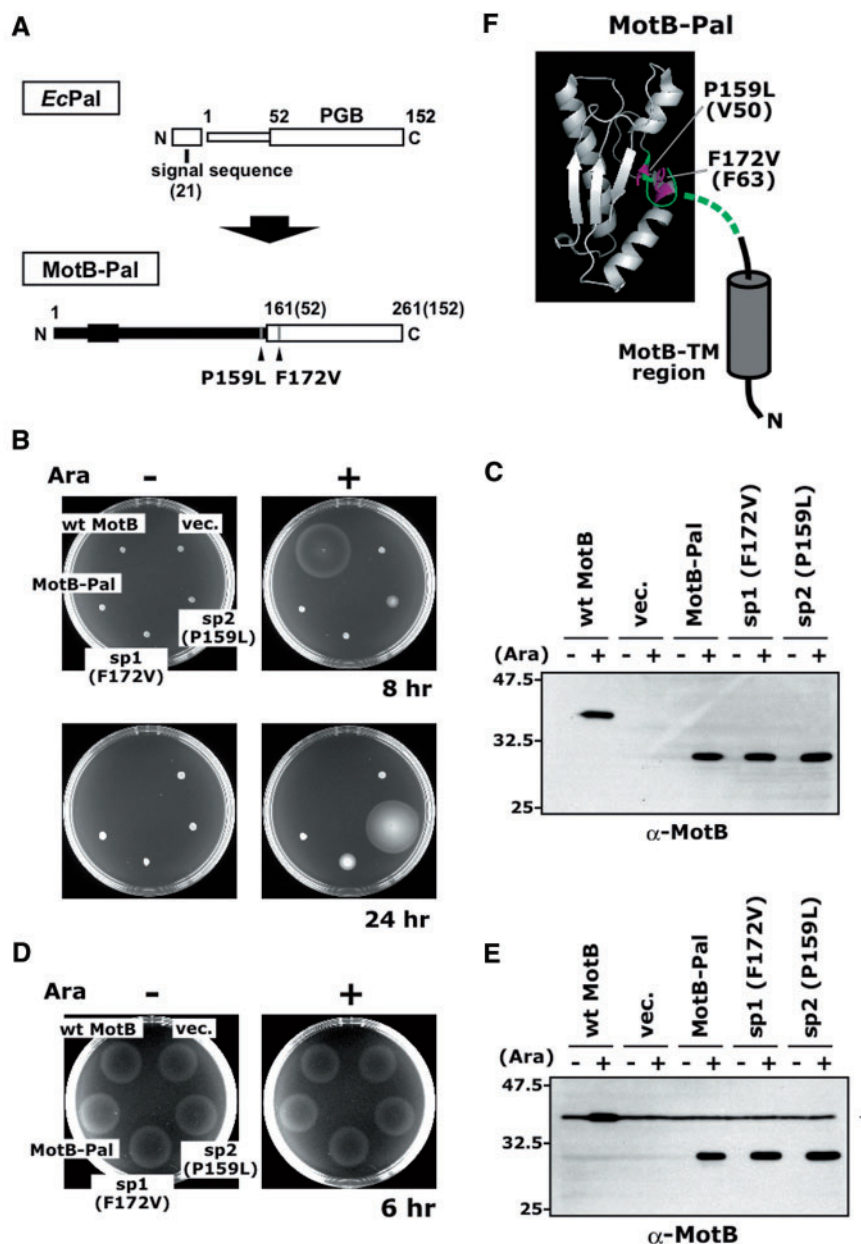 A
EcPal
1 52 PGB 152
N C
signal sequence
(21)
MotB-Pal
1 161(52) 261(152)
N C
P159L F172V
F
MotB-Pal
P159L
(V50)
F172V
(F63)
MotB-TM
region
N
B
Ara - +
wt MotB vec.
MotB-Pal
sp2
(P159L)
sp1
(F172V)
8 hr
24 hr
C
wt MotB
vec.
MotB-Pal
sp1 (F172V)
sp2 (P159L)
(Ara) - + - + - + - + - +
47.5
32.5
25
α-MotB
D
Ara - +
wt MotB vec.
MotB-Pal
sp2
(P159L)
sp1
(F172V)
6 hr
E
wt MotB
vec.
MotB-Pal
sp1 (F172V)
sp2 (P159L)
(Ara) - + - + - + - + - +
47.5
32.5
25
α-MotB